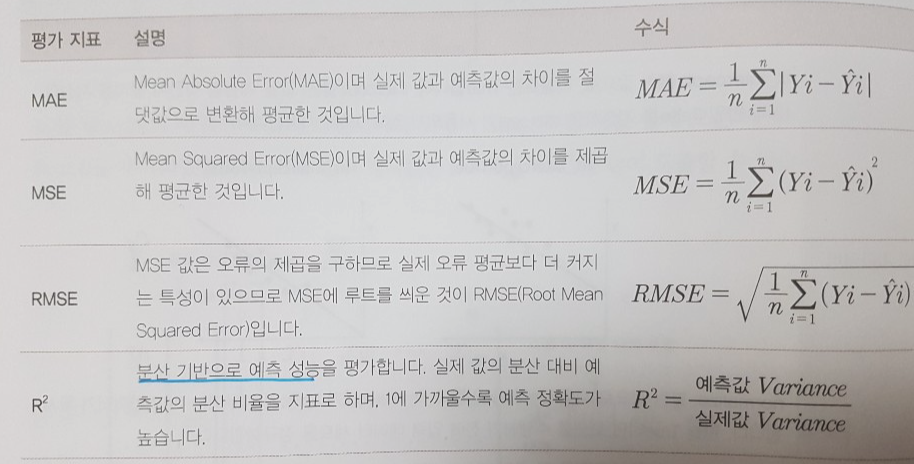 평가 지표 설명 수식
MAE
Mean Absolute Error(MAE)이며 실제 값과 예측값의 차이를 절
댓값으로 변환해 평균한 것입니다.
MAE = \frac{1}{n}\sum_{i=1}^{n}|Yi − Ŷi|
MSE
Mean Squared Error(MSE)이며 실제 값과 예측값의 차이를 제곱
해 평균한 것입니다.
MSE = \frac{1}{n}\sum_{i=1}^{n}(Yi − Ŷi)^2
RMSE
MSE 값은 오류의 제곱을 구하므로 실제 오류 평균보다 더 커지
는 특성이 있으므로 MSE에 루트를 씌운 것이 RMSE(Root Mean
Squared Error)입니다.
RMSE = \sqrt{\frac{1}{n}\sum_{i=1}^{n}(Yi − Ŷi)}
R²
분산 기반으로 예측 성능을 평가합니다. 실제 값의 분산 대비 예
측값의 분산 비율을 지표로 하며, 1에 가까울수록 예측 정확도가
높습니다.
R² = \frac{예측값 Variance}{실제값 Variance}